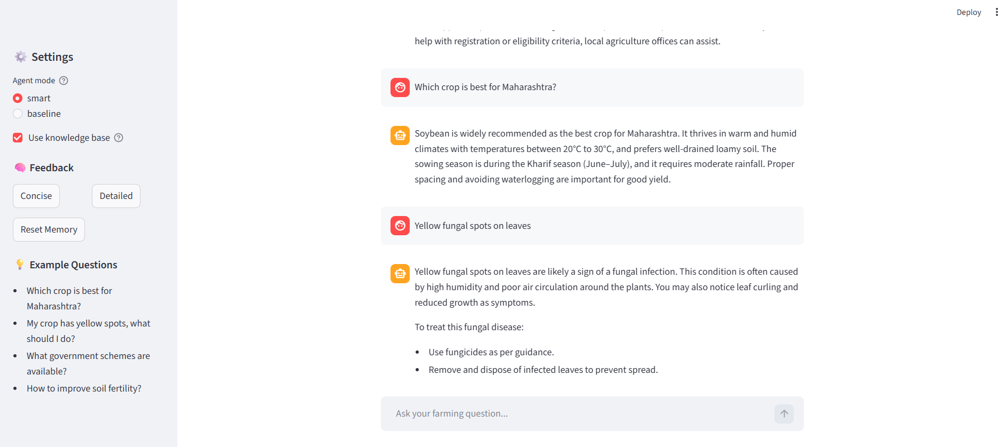 Deploy
Settings
Agent mode
smart
baseline
Use knowledge base
Feedback
Concise
Detailed
Reset Memory
Example Questions
Which crop is best for
Maharashtra?
My crop has yellow spots, what
should I do?
What government schemes are
available?
How to improve soil fertility?
help with registration or eligibility criteria, local agriculture offices can assist.
Which crop is best for Maharashtra?
Soybean is widely recommended as the best crop for Maharashtra. It thrives in warm and humid
climates with temperatures between 20°C to 30°C, and prefers well-drained loamy soil. The
sowing season is during the Kharif season (June–July), and it requires moderate rainfall. Proper
spacing and avoiding waterlogging are important for good yield.
Yellow fungal spots on leaves
Yellow fungal spots on leaves are likely a sign of a fungal infection. This condition is often caused
by high humidity and poor air circulation around the plants. You may also notice leaf curling and
reduced growth as symptoms.
To treat this fungal disease:
Use fungicides as per guidance.
Remove and dispose of infected leaves to prevent spread.
Ask your farming question...